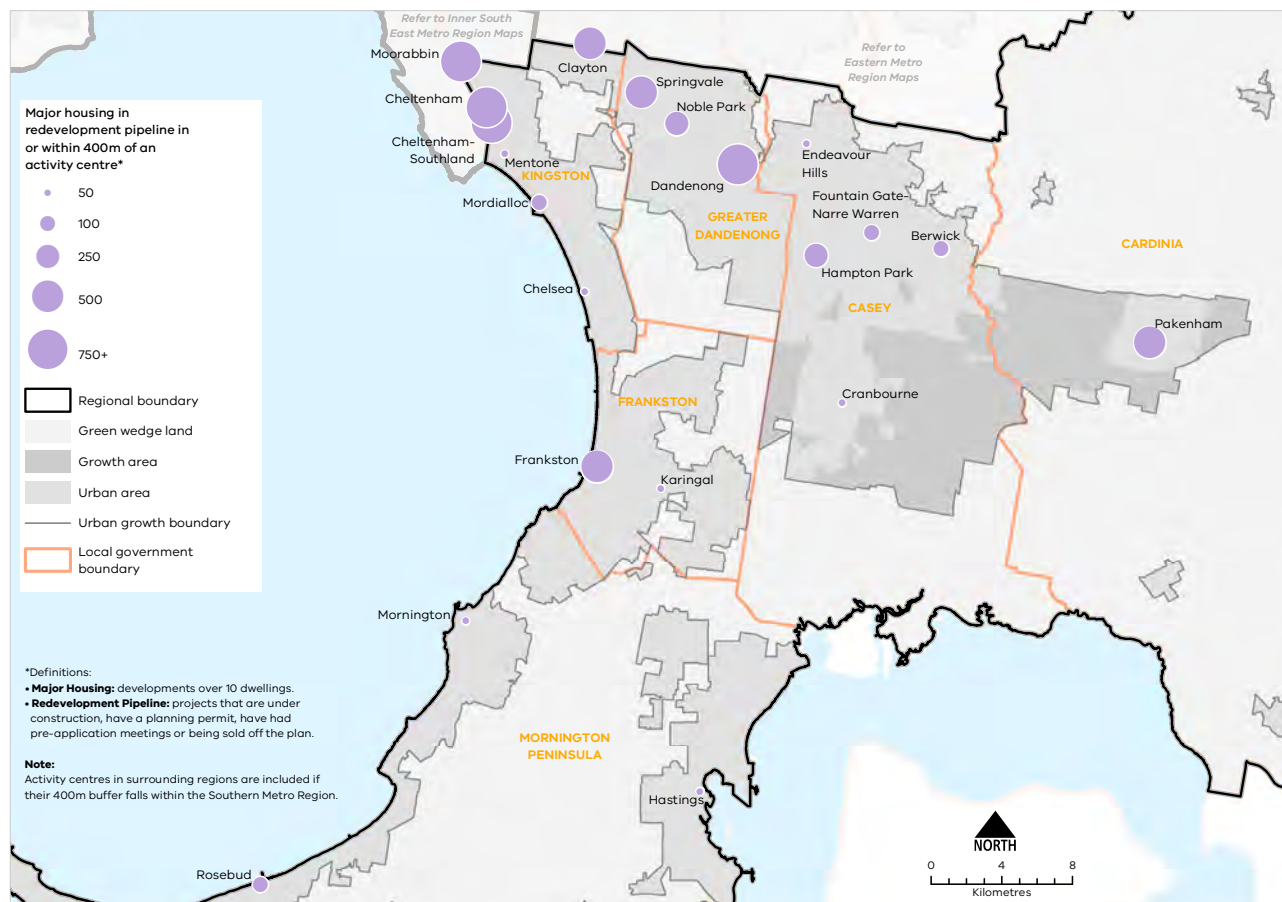 Refer to Inner South
East Metro Region Maps
Refer to
Eastern Metro
Region Maps
Moorabbin
Clayton
Springvale
Cheltenham
Noble Park
Cheltenham-
Southland
Mentone
KINGSTON
Endeavour
Hills
Dandenong
Mordialloc
Fountain Gate-
Narre Warren
GREATER
DANDENONG
Berwick
CARDINIA
Hampton Park
Chelsea
CASEY
Pakenham
Cranbourne
FRANKSTON
Frankston
Karingal
Mornington
MORNINGTON
PENINSULA
Hastings
Rosebud
Major housing in
redevelopment pipeline in
or within 400m of an
activity centre*
50
100
250
500
750+
Regional boundary
Green wedge land
Growth area
Urban area
Urban growth boundary
Local government
boundary
*Definitions:
• Major Housing: developments over 10 dwellings.
• Redevelopment Pipeline: projects that are under
construction, have a planning permit, have had
pre-application meetings or being sold off the plan.
Note:
Activity centres in surrounding regions are included if
their 400m buffer falls within the Southern Metro Region.
NORTH
0 4 8
Kilometres